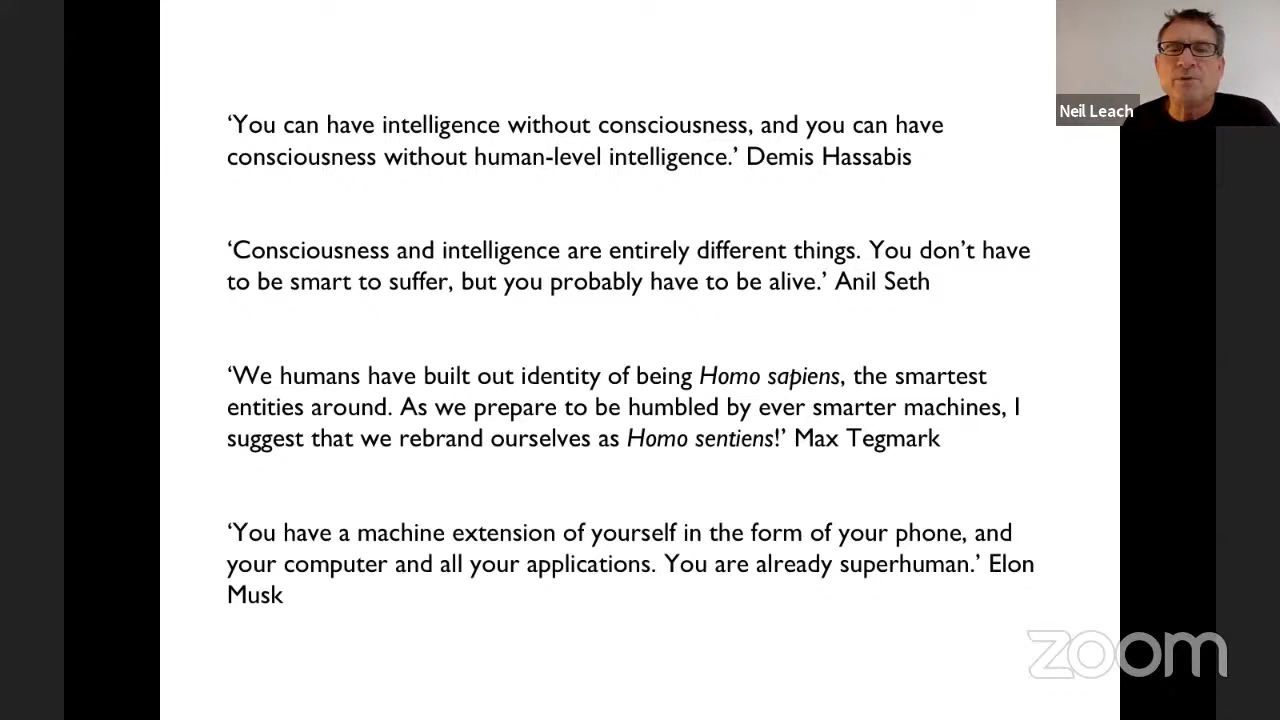 Neil Leach
‘You can have intelligence without consciousness, and you can have
consciousness without human-level intelligence.’ Demis Hassabis
‘Consciousness and intelligence are entirely different things. You don’t have
to be smart to suffer, but you probably have to be alive.’ Anil Seth
‘We humans have built out identity of being Homo sapiens, the smartest
entities around. As we prepare to be humbled by ever smarter machines, I
suggest that we rebrand ourselves as Homo sentiens!’ Max Tegmark
‘You have a machine extension of yourself in the form of your phone, and
your computer and all your applications. You are already superhuman.’ Elon
Musk
zoom